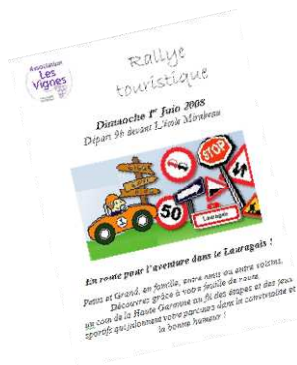 Association
Les
Vignes
Rallye
touristique
Dimanche 1er Juin 2008
Départ 9h devant L'école Mirabeau
STOP
50
Lauragais
En route pour l'aventure dans le Lauragais !
Petits et Grand, en famille, entre amis ou entre voisins,
Découvrez grâce à votre feuille de route,
un coin de la Haute Garonne au fil des étapes et des jeux
sportifs qui jalonnent votre parcours dans la convivialité et
la bonne humeur !